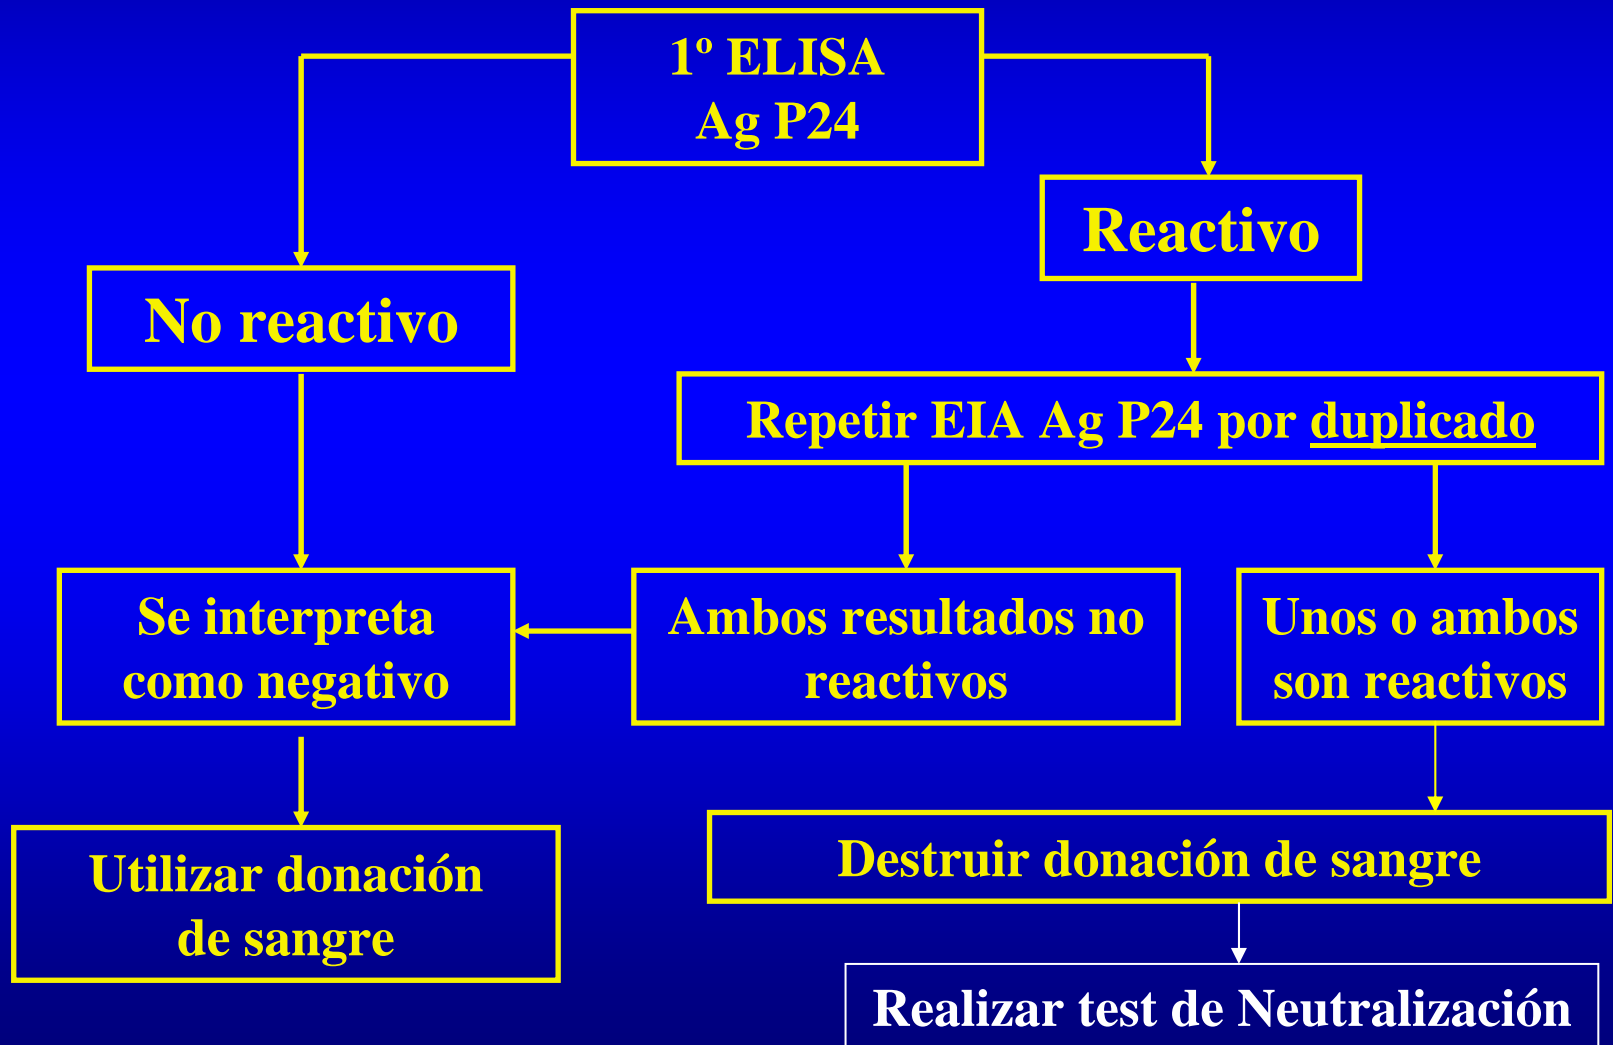 1º ELISA
Ag P24
Reactivo
No reactivo
Repetir EIA Ag P24 por duplicado
Se interpreta
como negativo
Ambos resultados no
reactivos
Unos o ambos
son reactivos
Utilizar donación
de sangre
Destruir donación de sangre
Realizar test de Neutralización